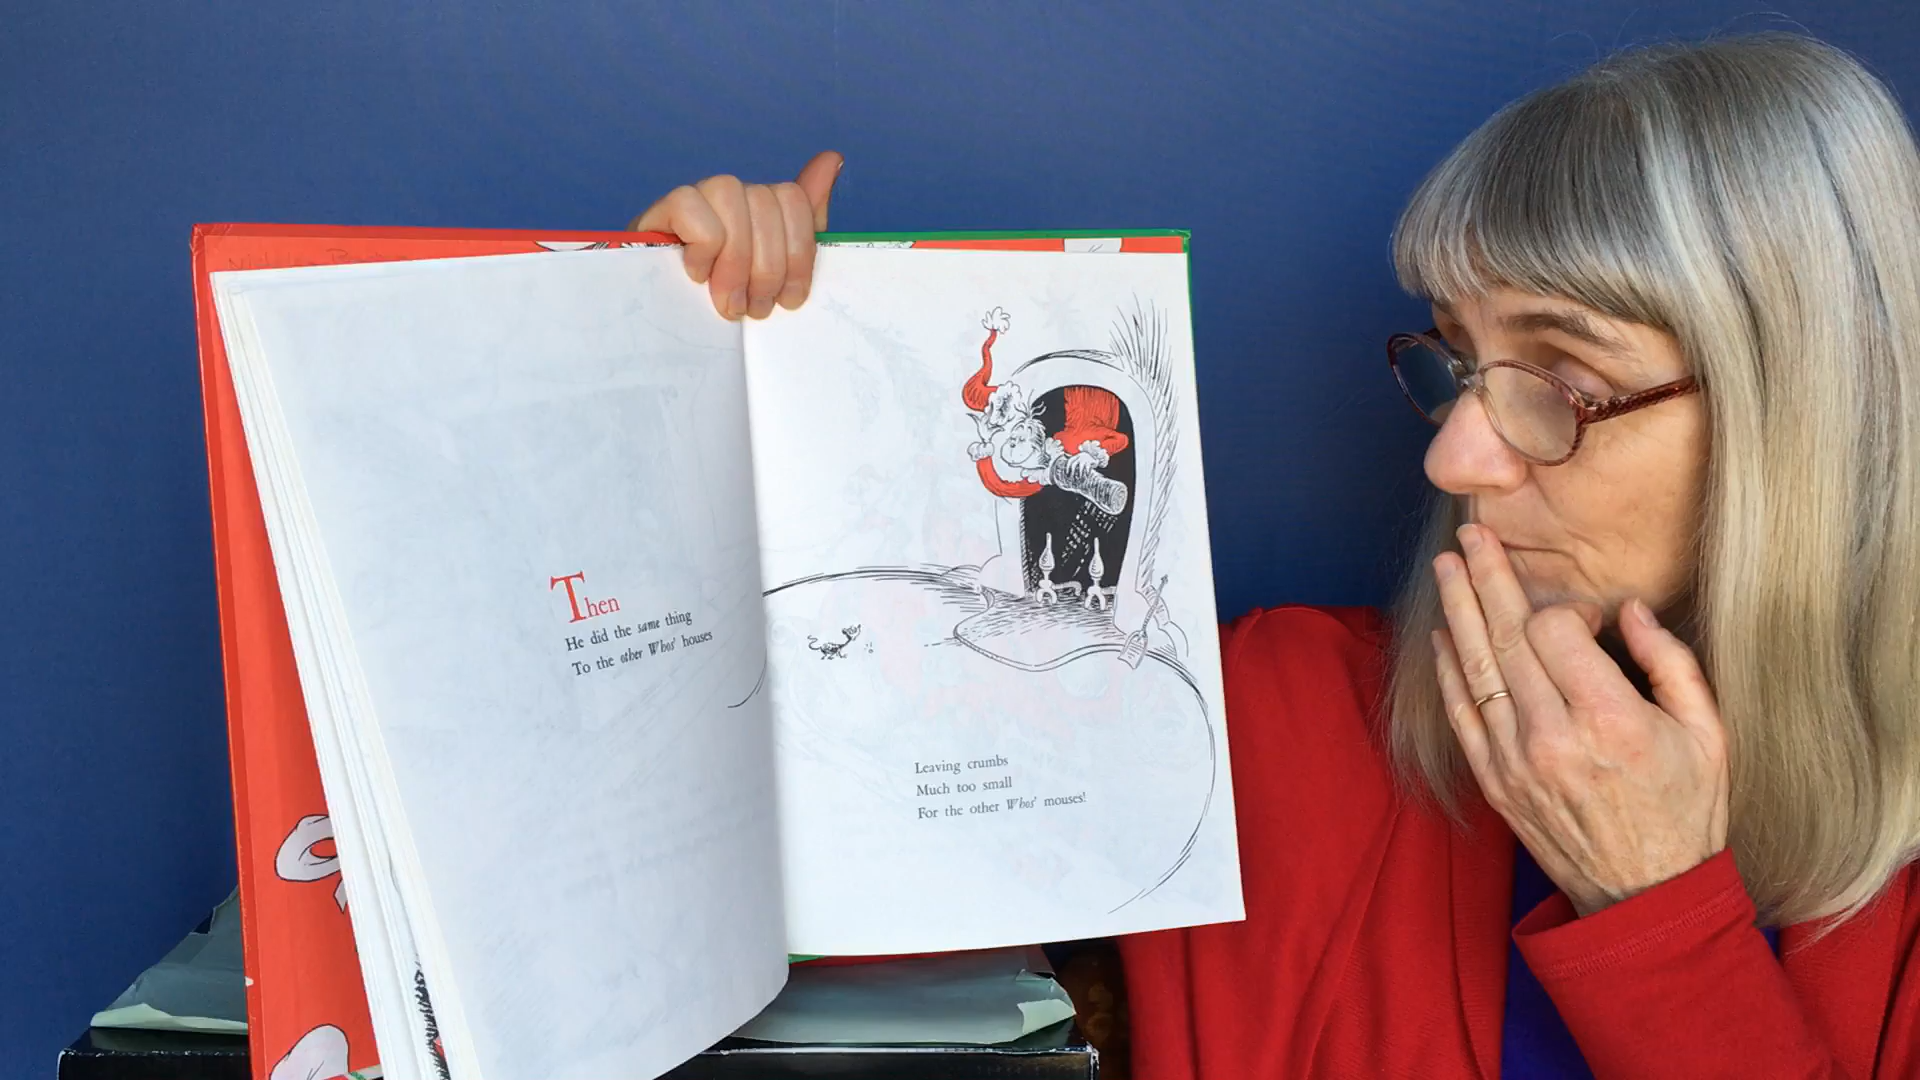 Then
He did the same thing
To the other Whos' houses
Leaving crumbs
Much too small
For the other Whos' mouses!